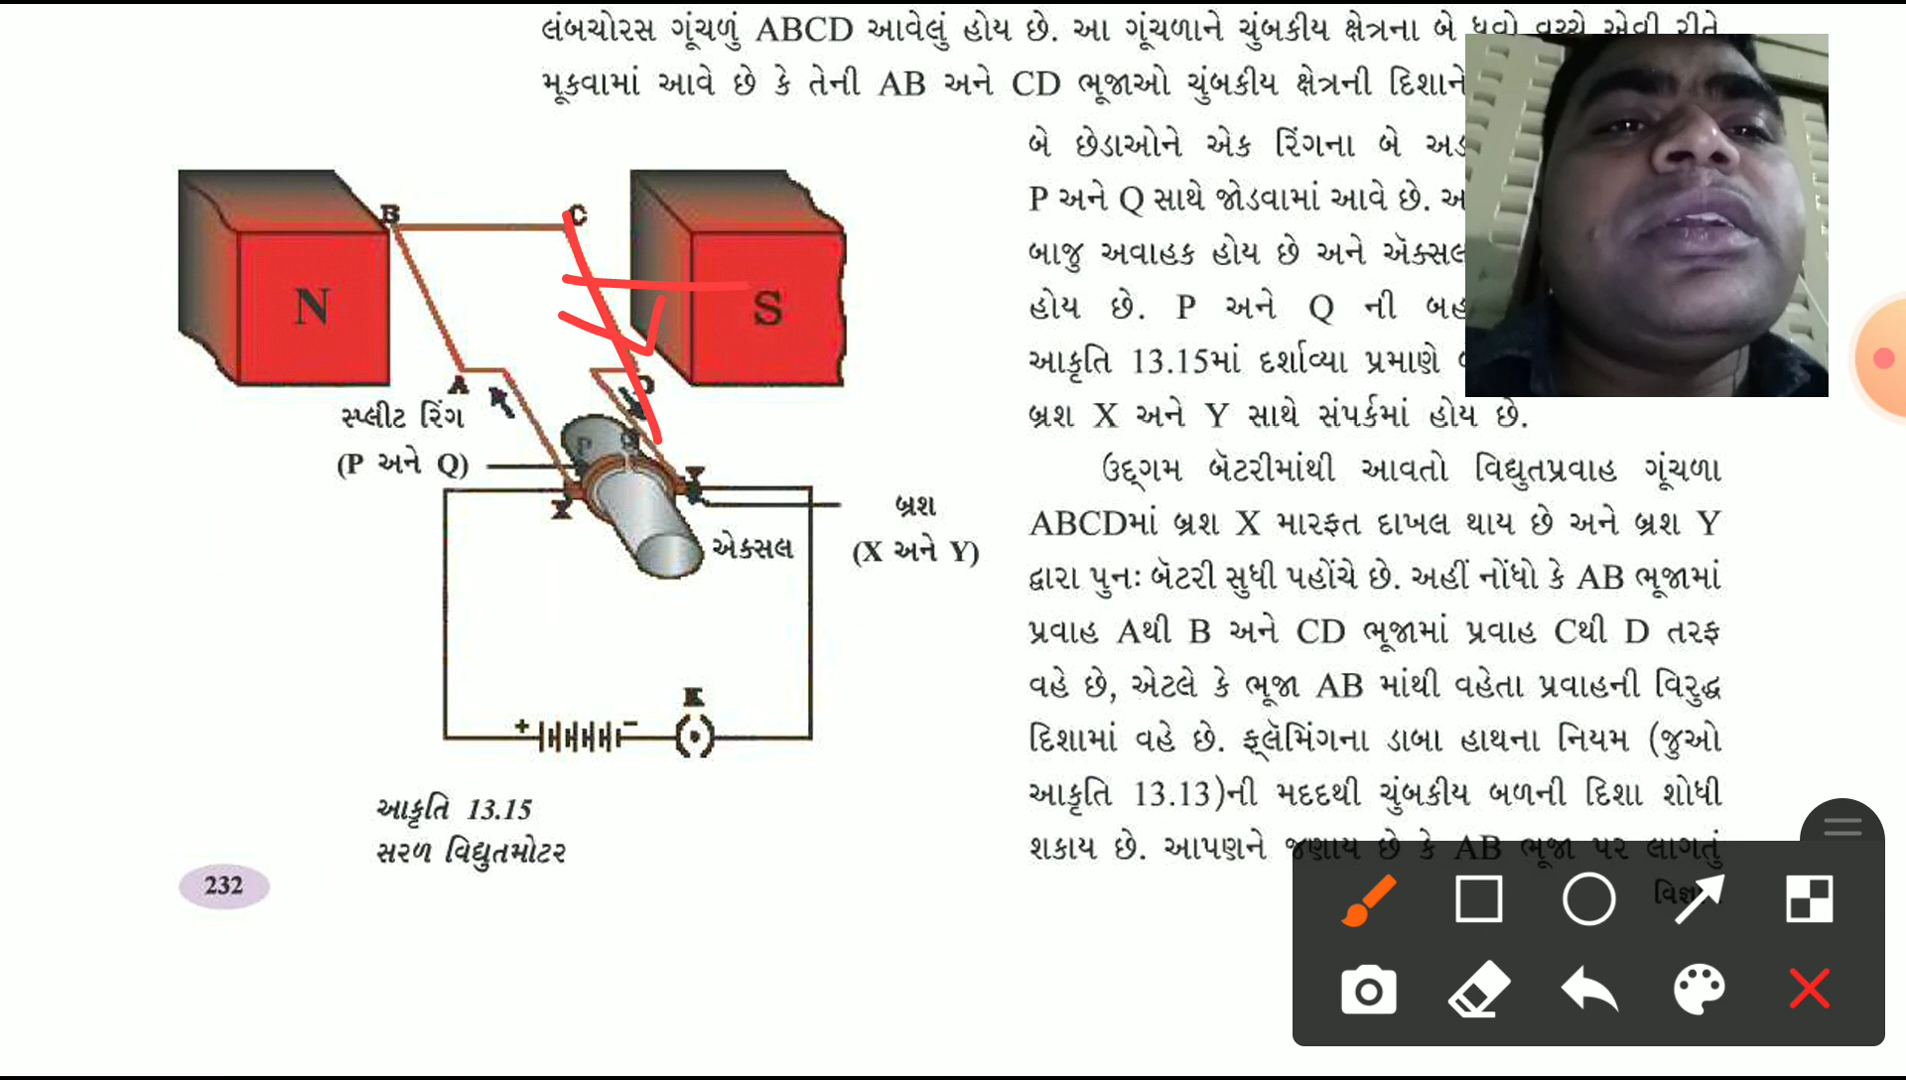 લંબચોરસ ગૂંચળું ABCD આવેલું હોય છે. આ ગૂંચળાને ચુંબકીય ક્ષેત્રના બે ધ્રુવો વચ્ચે એવી રીતે
મૂકવામાં આવે છે કે તેની AB અને CD ભૂજાઓ ચુંબકીય ક્ષેત્રની દિશાને
બે છેડાઓને એક રિંગના બે
P અને Q સાથે જોડવામાં આવે છે.
બાજુ અવાહક હોય છે અને ઍક્સલ
હોય છે. P અને Q ની
આકૃતિ 13.15માં દર્શાવ્યા પ્રમાણે
બ્રશ X અને Y સાથે સંપર્કમાં હોય છે.
ઉદ્ગમ બૅટરીમાંથી આવતો વિદ્યુતપ્રવાહ ગૂંચળા
ABCDમાં બ્રશ X મારફત દાખલ થાય છે અને બ્રશ Y
દ્વારા પુનઃ બૅટરી સુધી પહોંચે છે. અહીં નોંધો કે AB ભૂજામાં
પ્રવાહ Aથી B અને CD ભૂજામાં પ્રવાહ Cથી D તરફ
વહે છે, એટલે કે ભૂજા AB માંથી વહેતા પ્રવાહની વિરુદ્ધ
દિશામાં વહે છે. ફ્લૅમિંગના ડાબા હાથના નિયમ (જુઓ
આકૃતિ 13.13)ની મદદથી ચુંબકીય બળની દિશા શોધી
શકાય છે. આપણને જણાય છે કે AB ભૂજા પર લાગતું
B
C
N
S
A
D
સ્પ્લીટ રિંગ
(P અને Q)
P
Q
X
Y
બ્રશ
(X અને Y)
એક્સલ
+
−
K
આકૃતિ 13.15
સરળ વિદ્યુતમોટર
232